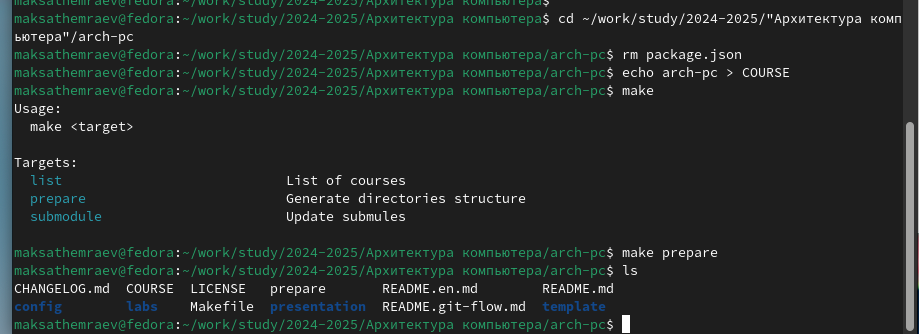 maksathemraev@fedora:~/work/study/2024-2025/Архитектура компьютера$
maksathemraev@fedora:~/work/study/2024-2025/Архитектура компьютера$ cd ~/work/study/2024-2025/"Архитектура комп
ьютера"/arch-pc
maksathemraev@fedora:~/work/study/2024-2025/Архитектура компьютера/arch-pc$ rm package.json
maksathemraev@fedora:~/work/study/2024-2025/Архитектура компьютера/arch-pc$ echo arch-pc > COURSE
maksathemraev@fedora:~/work/study/2024-2025/Архитектура компьютера/arch-pc$ make
Usage:
  make <target>
Targets:
  list                            List of courses
  prepare                         Generate directories structure
  submodule                       Update submules
maksathemraev@fedora:~/work/study/2024-2025/Архитектура компьютера/arch-pc$ make prepare
maksathemraev@fedora:~/work/study/2024-2025/Архитектура компьютера/arch-pc$ ls
CHANGELOG.md  COURSE  LICENSE   prepare       README.en.md        README.md
config        labs    Makefile  presentation  README.git-flow.md  template
maksathemraev@fedora:~/work/study/2024-2025/Архитектура компьютера/arch-pc$